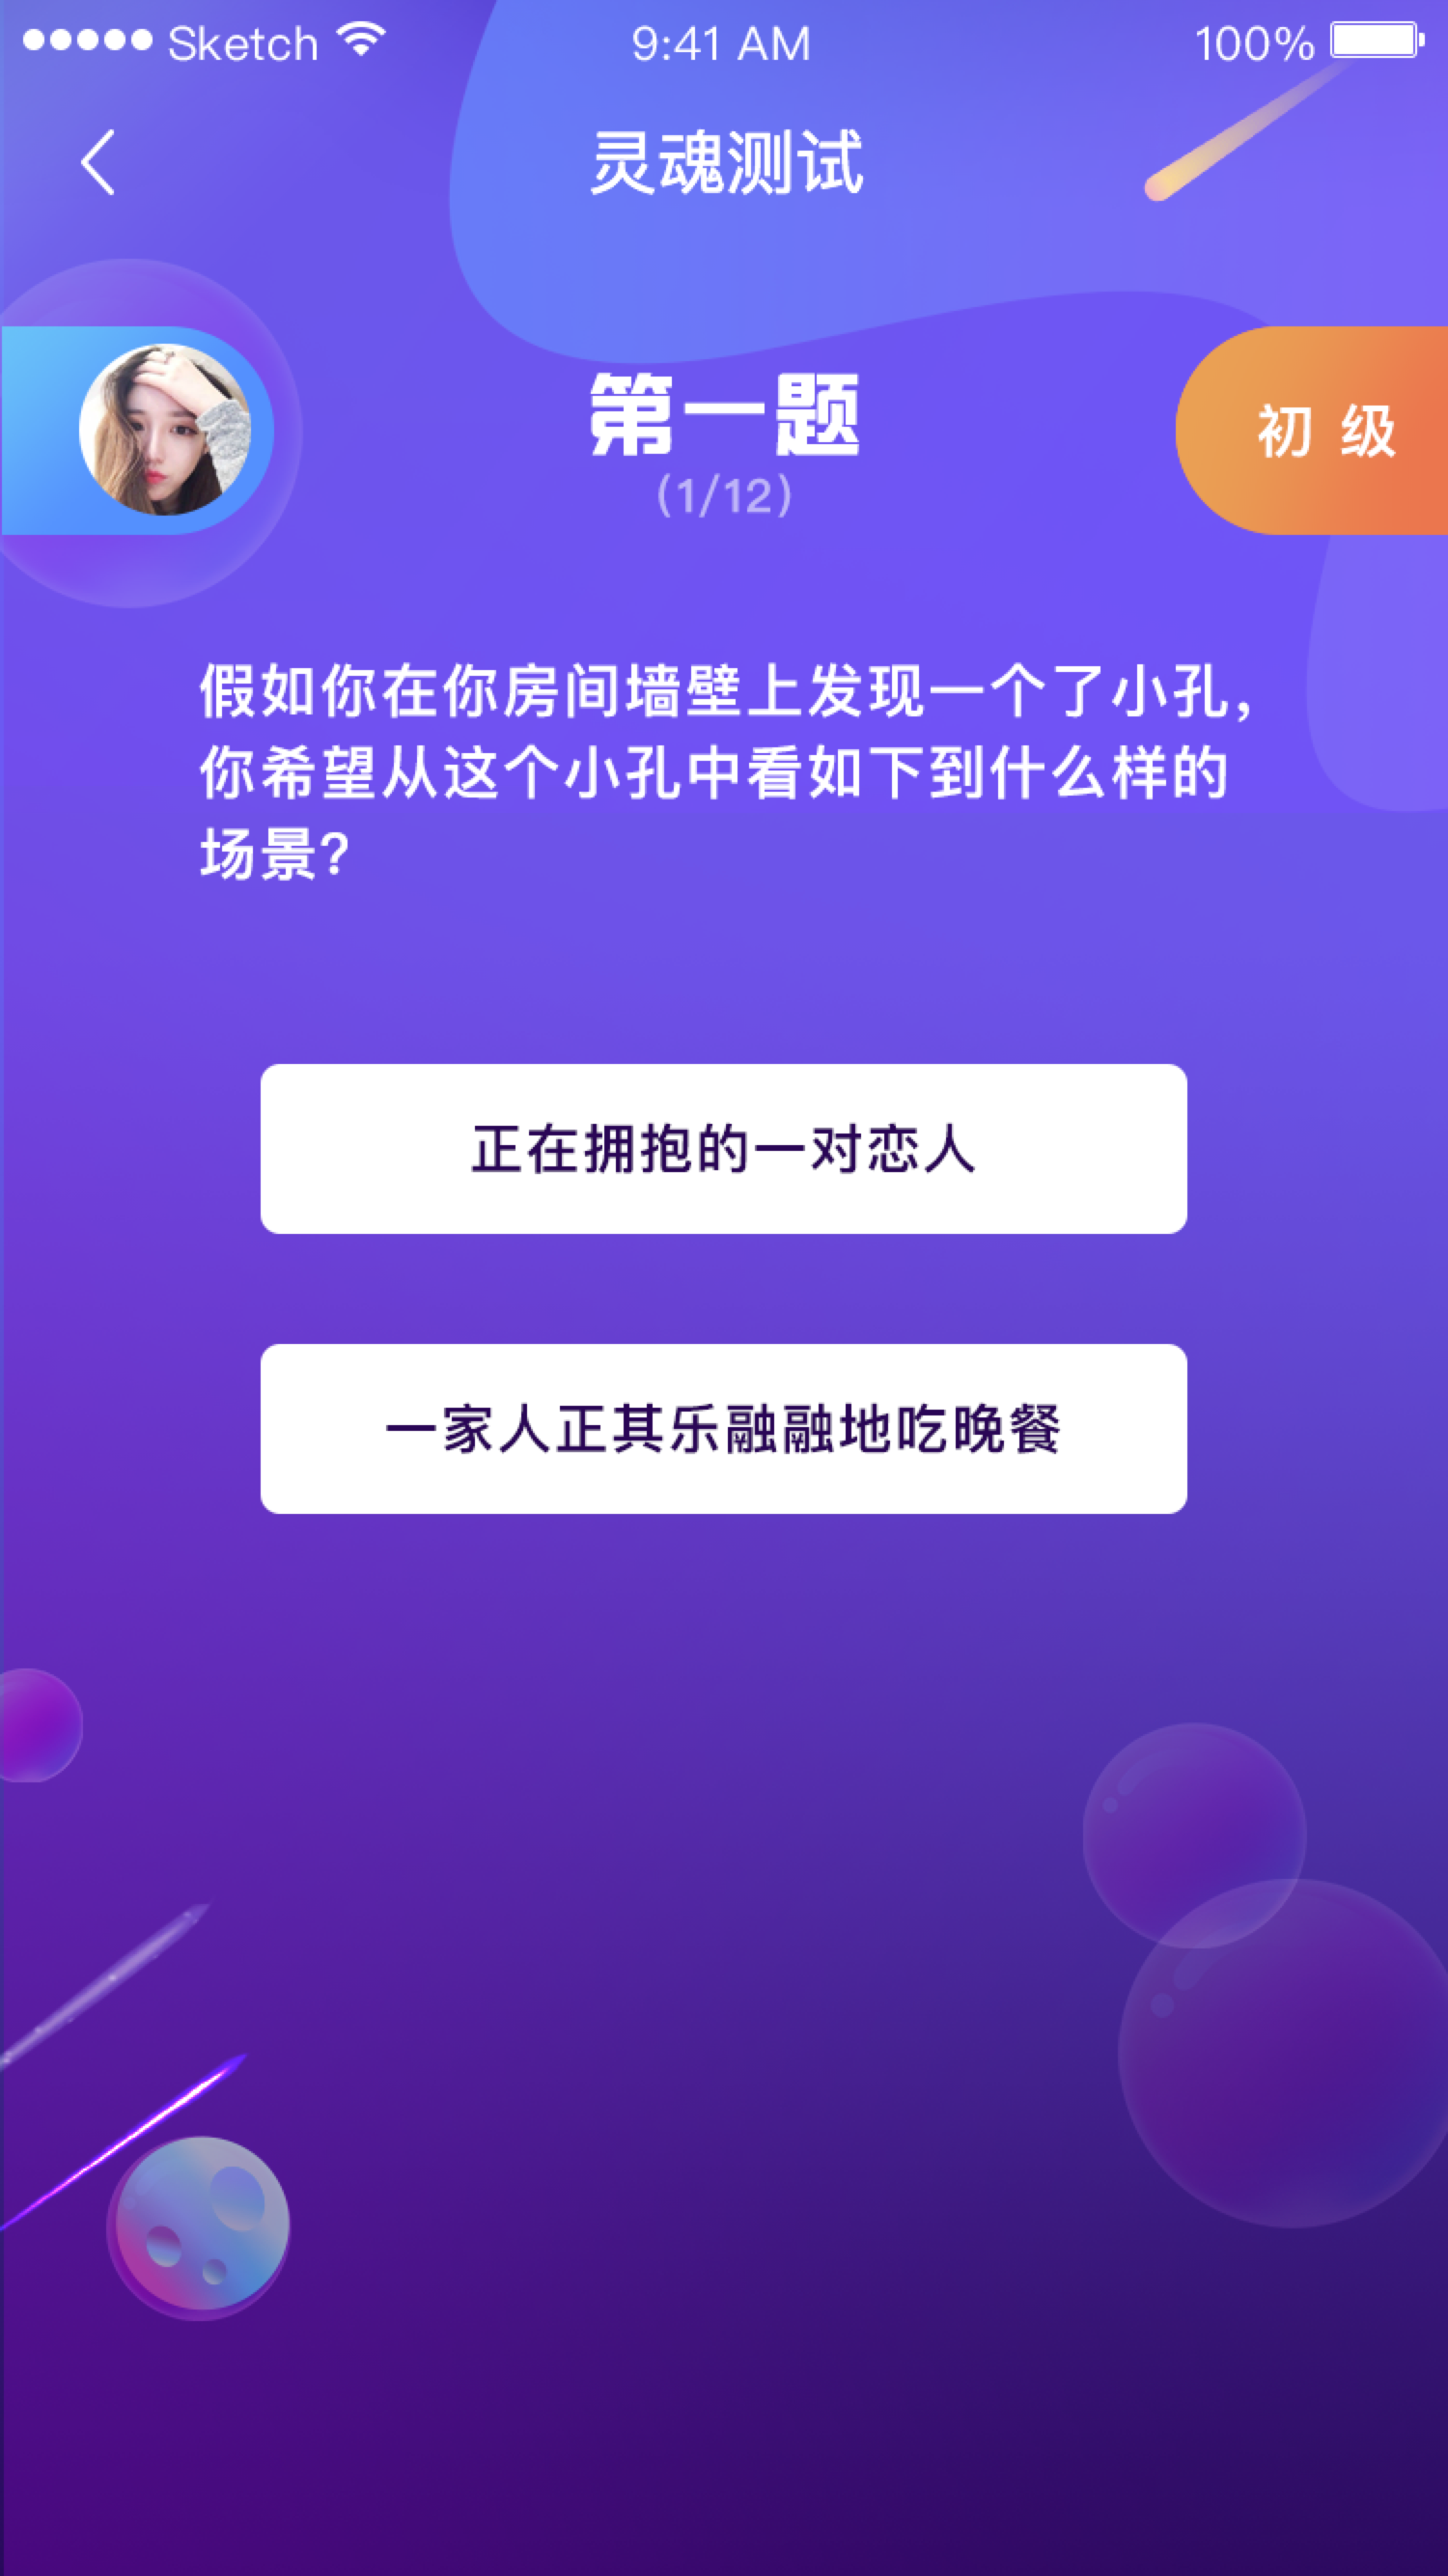 Sketch 9:41 AM 100%
灵魂测试
第一题
(1/12)
初 级
假如你在你房间墙壁上发现一个了小孔，
你希望从这个小孔中看如下到什么样的
场景？
正在拥抱的一对恋人
一家人正其乐融融地吃晚餐